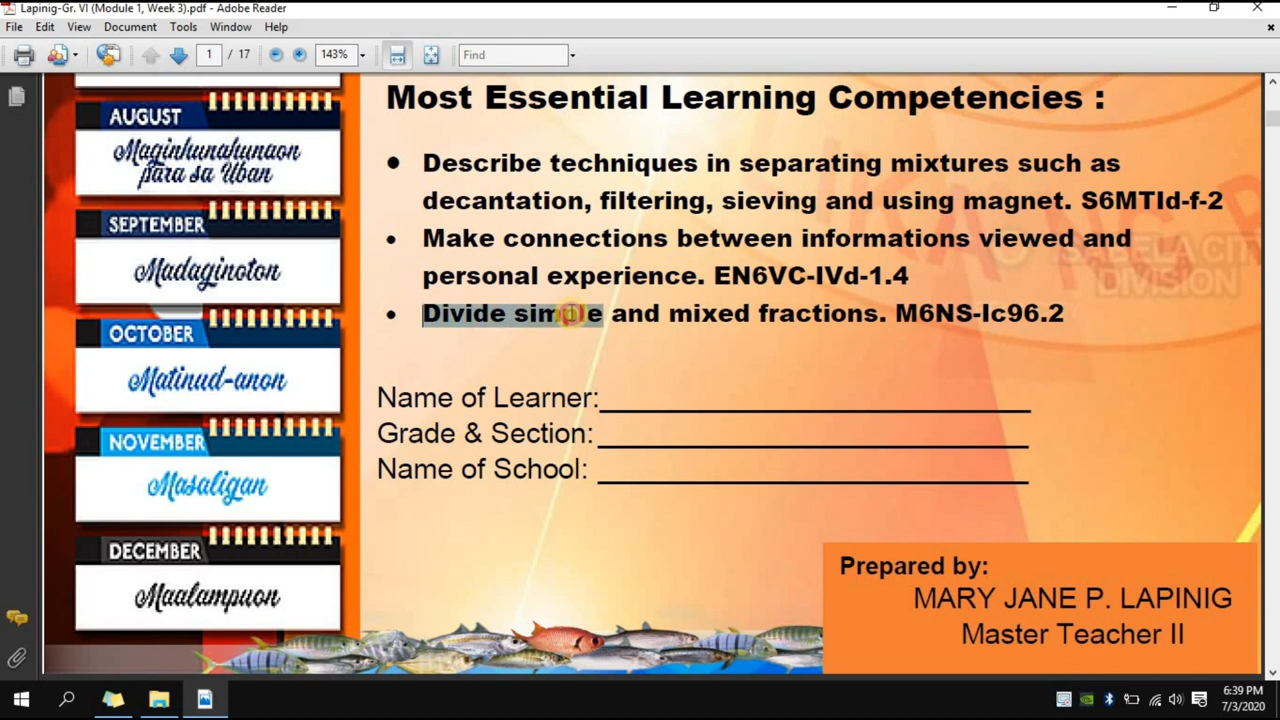 Lapinig-Gr. VI (Module 1, Week 3).pdf - Adobe Reader
File Edit View Document Tools Window Help
1 / 17 143% Find
AUGUST
Maginhunahunaon
para sa Uban
SEPTEMBER
Madaginoton
OCTOBER
Matinud-anon
NOVEMBER
Masaligan
DECEMBER
Maalampuon
Most Essential Learning Competencies :
• Describe techniques in separating mixtures such as
decantation, filtering, sieving and using magnet. S6MTId-f-2
• Make connections between informations viewed and
personal experience. EN6VC-IVd-1.4
• Divide simple and mixed fractions. M6NS-Ic96.2
Name of Learner:
Grade & Section:
Name of School:
ISABELA CITY
DIVISION
Prepared by:
MARY JANE P. LAPINIG
Master Teacher II
6:39 PM
7/3/2020